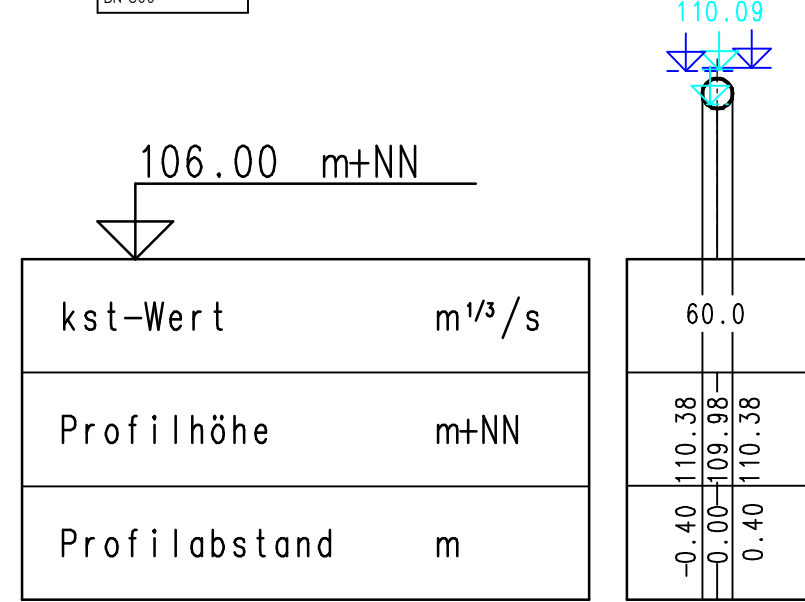 110.09
106.00 m+NN
kst-Wert m¹/³/s 60.0
Profilhöhe m+NN 110.38 109.98 110.38
Profilabstand m -0.40 0.00 0.40